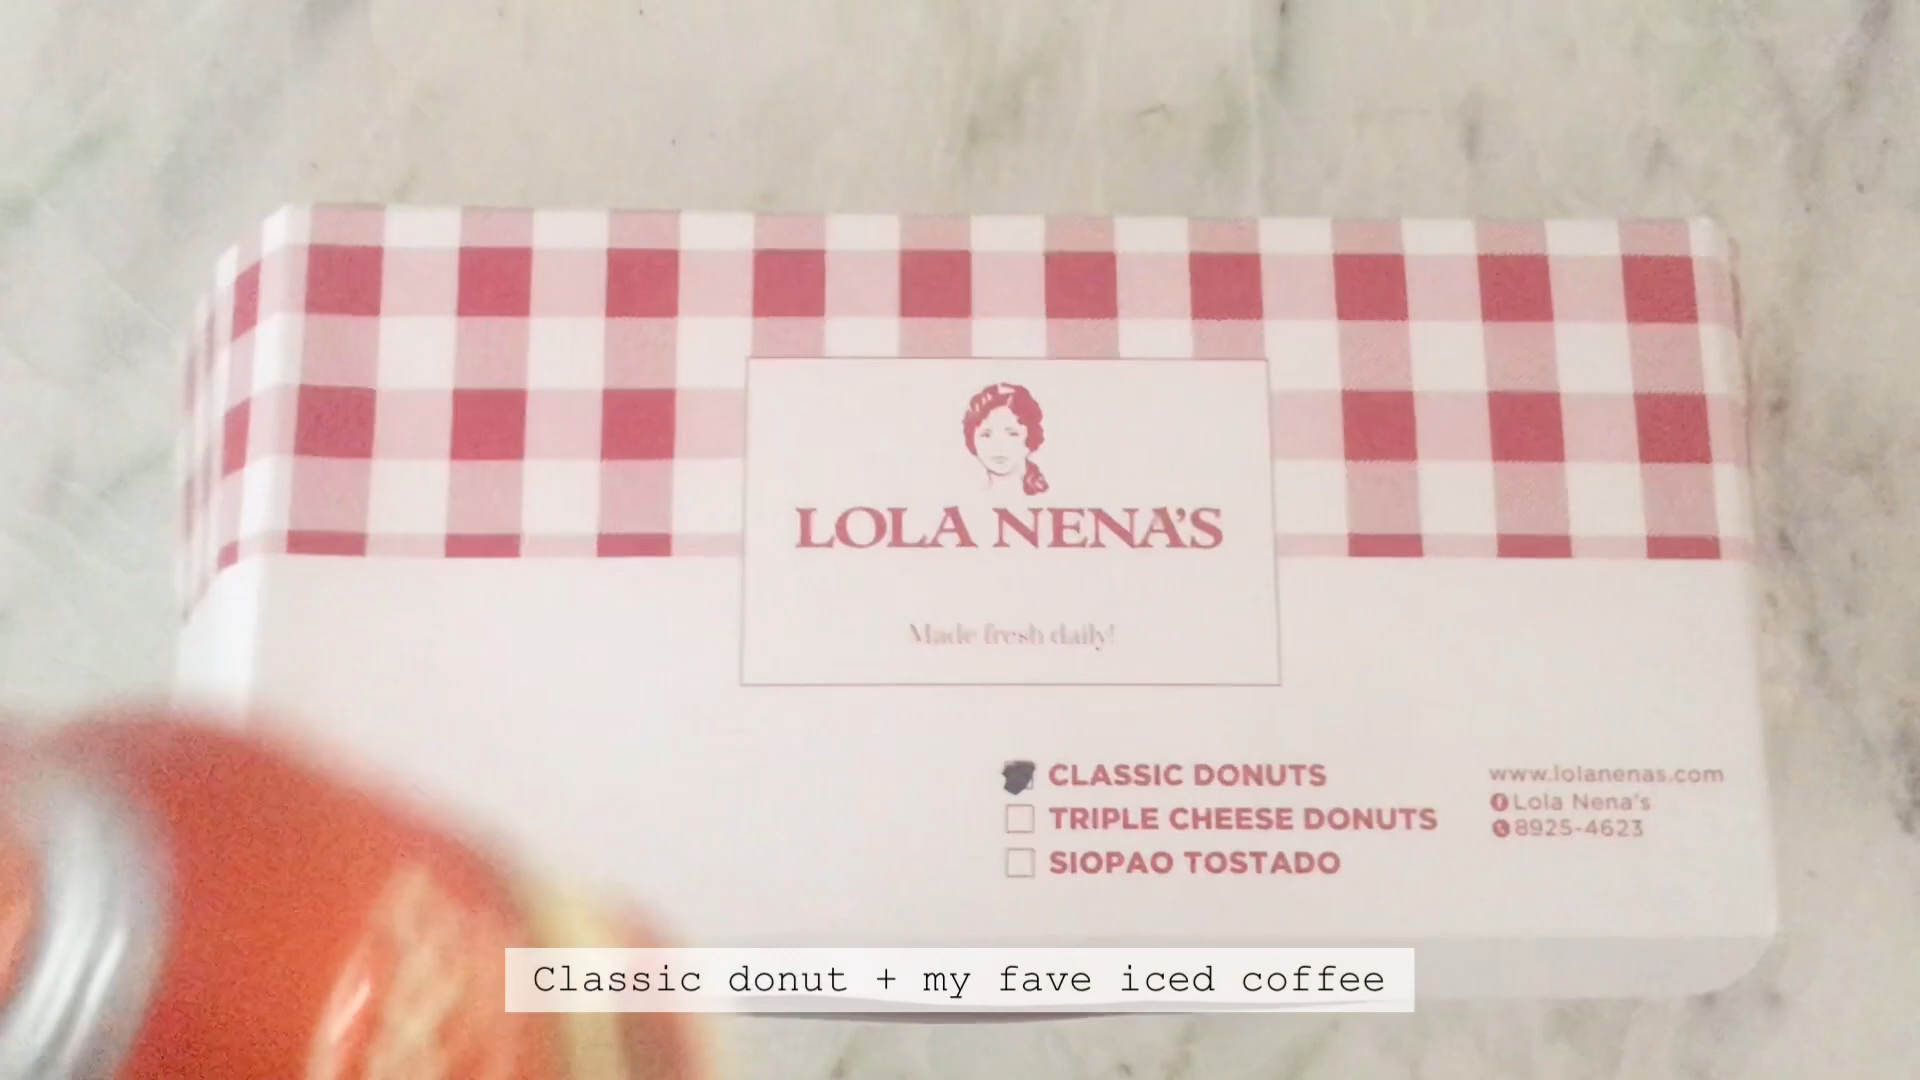 LOLA NENA'S
Made fresh daily!
CLASSIC DONUTS
TRIPLE CHEESE DONUTS
SIOPAO TOSTADO
www.lolanenas.com
Lola Nena's
8925-4623
Classic donut + my fave iced coffee